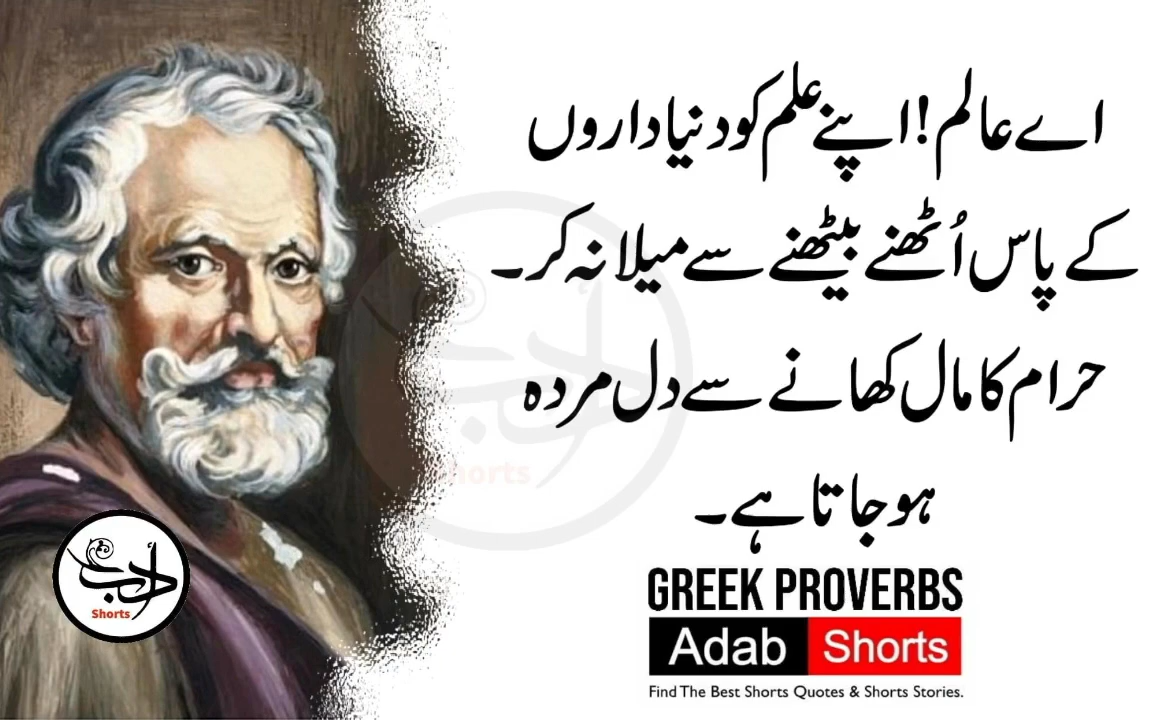 اے عالم! اپنے علم کو دنیا داروں
کے پاس اُٹھنے بیٹھنے سے میلا نہ کر۔
حرام کا مال کھانے سے دل مردہ
ہو جاتا ہے۔
GREEK PROVERBS
Adab Shorts
Find The Best Shorts Quotes & Shorts Stories.
ادب
Shorts
ادب
Shorts